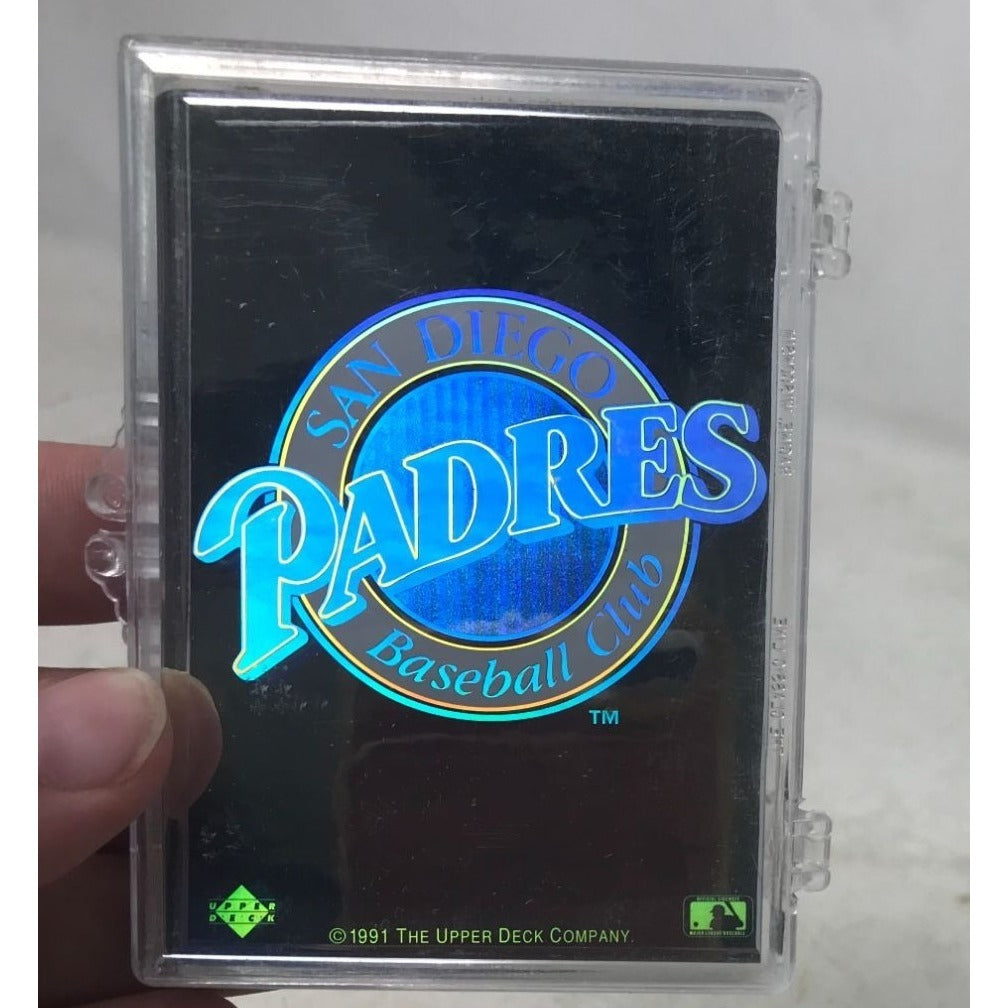 SAN DIEGO
PADRES
Baseball Club
TM
UPPER
DECK
©1991 THE UPPER DECK COMPANY.